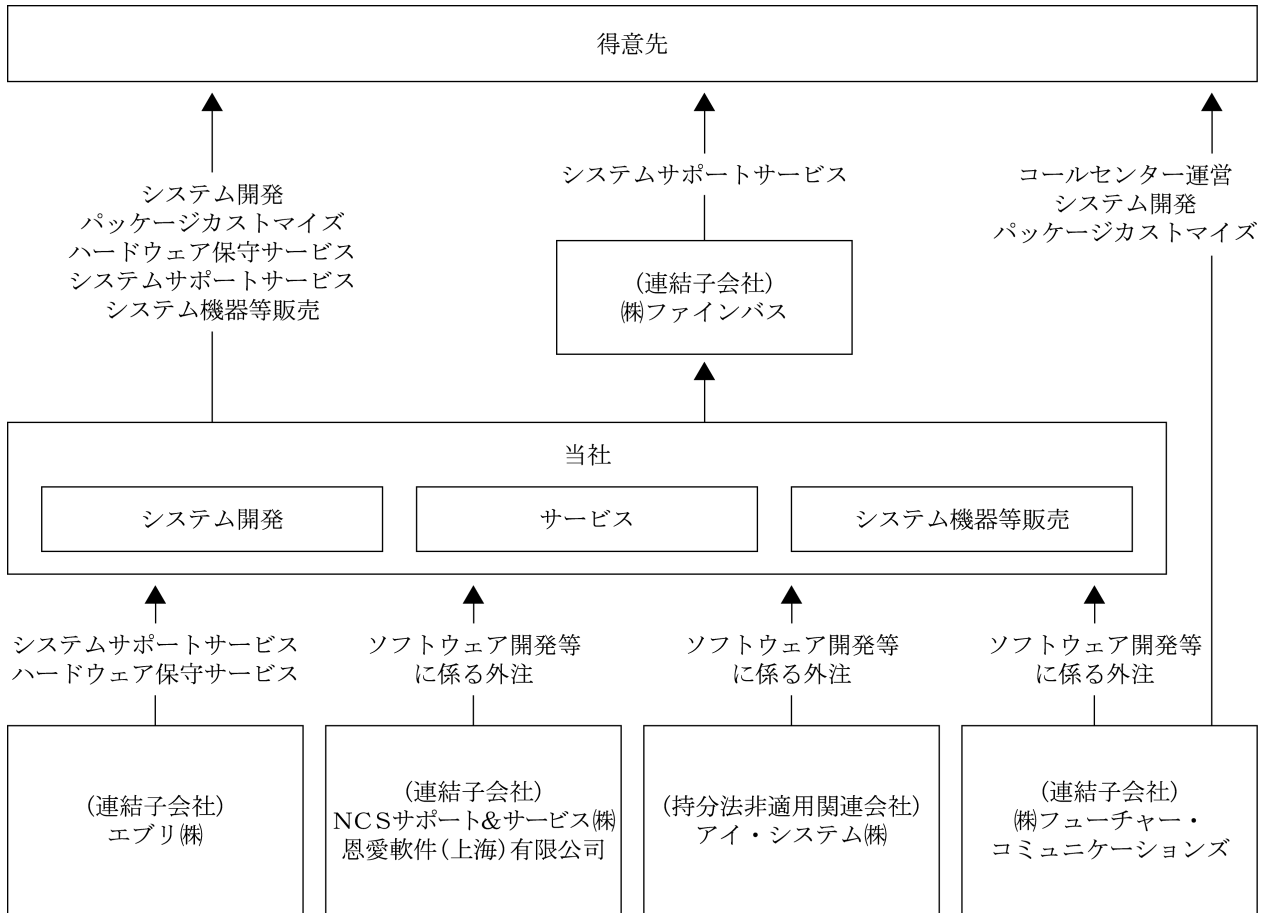 得意先
システム開発
パッケージカストマイズ
ハードウェア保守サービス
システムサポートサービス
システム機器等販売
システムサポートサービス
コールセンター運営
システム開発
パッケージカストマイズ
(連結子会社)
㈱ファインバス
当社
システム開発
サービス
システム機器等販売
システムサポートサービス
ハードウェア保守サービス
ソフトウェア開発等
に係る外注
ソフトウェア開発等
に係る外注
ソフトウェア開発等
に係る外注
(連結子会社)
エブリ㈱
(連結子会社)
NCSサポート&サービス㈱
恩愛軟件(上海)有限公司
(持分法非適用関連会社)
アイ・システム㈱
(連結子会社)
㈱フューチャー・
コミュニケーションズ